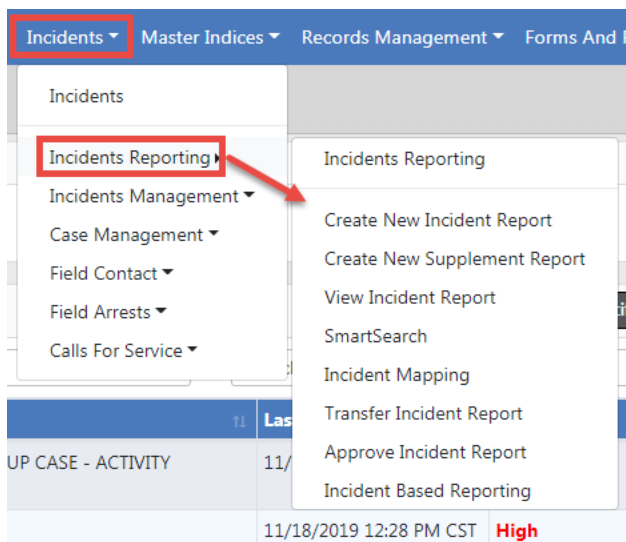 Incidents Master Indices Records Management Forms And
Incidents
Incidents Reporting
Incidents Management
Case Management
Field Contact
Field Arrests
Calls For Service
Incidents Reporting
Create New Incident Report
Create New Supplement Report
View Incident Report
SmartSearch
Incident Mapping
Transfer Incident Report
Approve Incident Report
Incident Based Reporting
Las
UP CASE - ACTIVITY 11/
11/18/2019 12:28 PM CST High